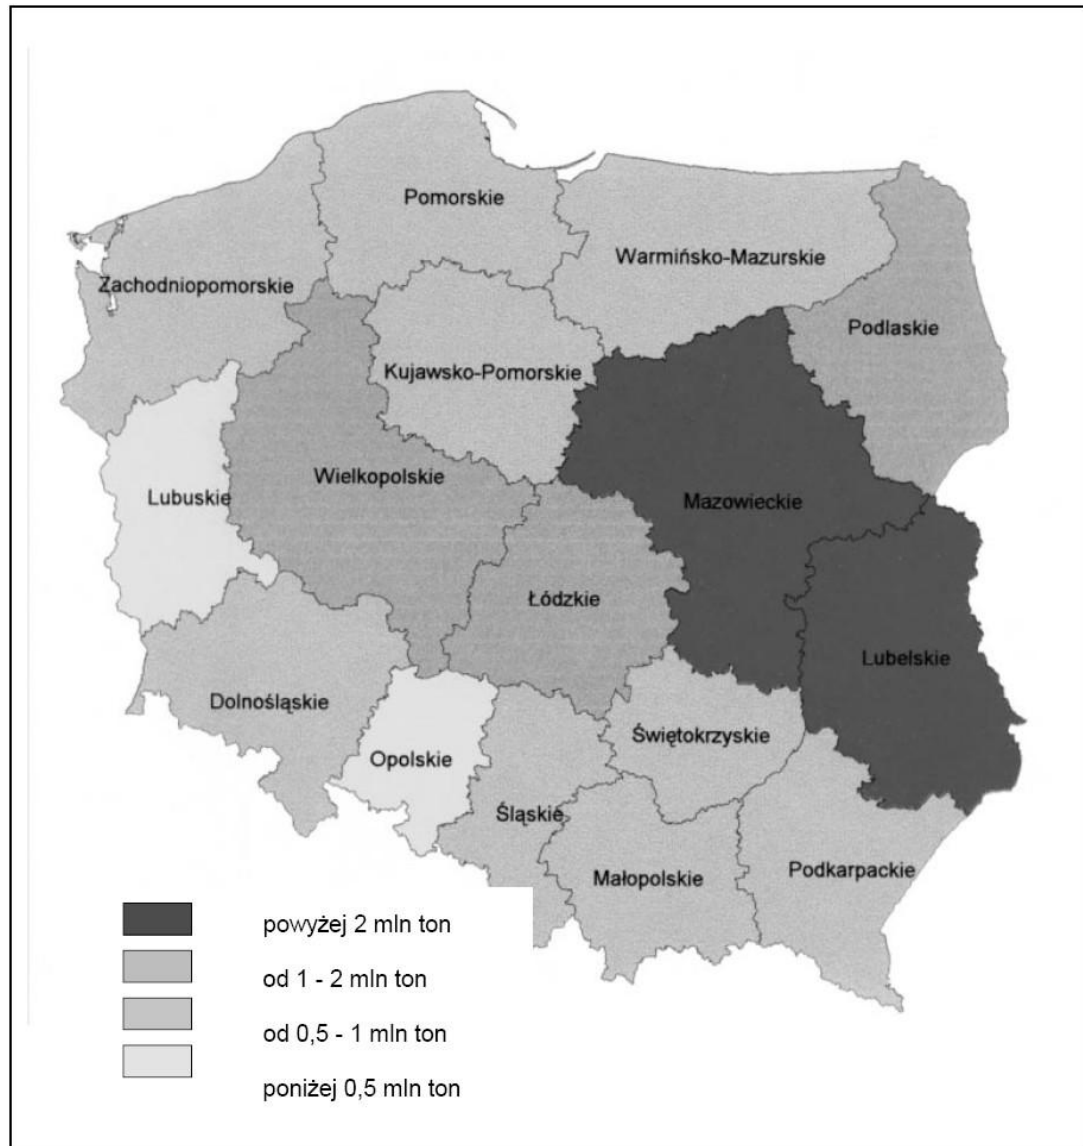 Pomorskie
Warmińsko-Mazurskie
Zachodniopomorskie
Podlaskie
Kujawsko-Pomorskie
Wielkopolskie
Lubuskie
Mazowieckie
Łódzkie
Lubelskie
Dolnośląskie
Świętokrzyskie
Opolskie
Śląskie
Podkarpackie
Małopolskie
powyżej 2 mln ton
od 1 - 2 mln ton
od 0,5 - 1 mln ton
poniżej 0,5 mln ton